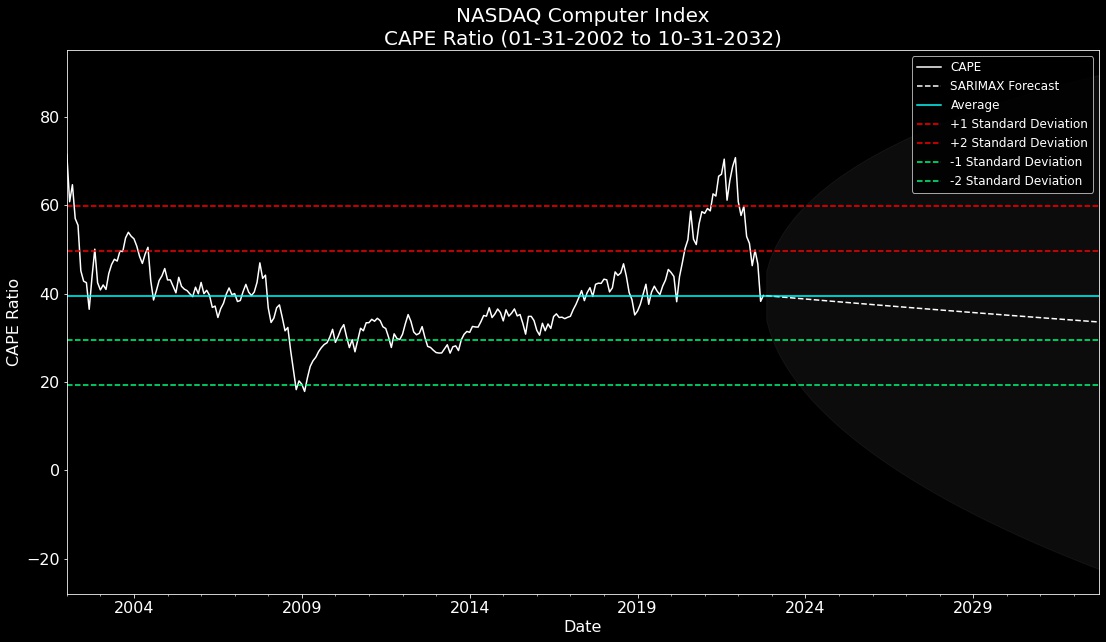 NASDAQ Computer Index
CAPE Ratio (01-31-2002 to 10-31-2032)
CAPE
SARIMAX Forecast
Average
+1 Standard Deviation
+2 Standard Deviation
-1 Standard Deviation
-2 Standard Deviation
CAPE Ratio
80
60
40
20
0
−20
2004
2009
2014
2019
2024
2029
Date